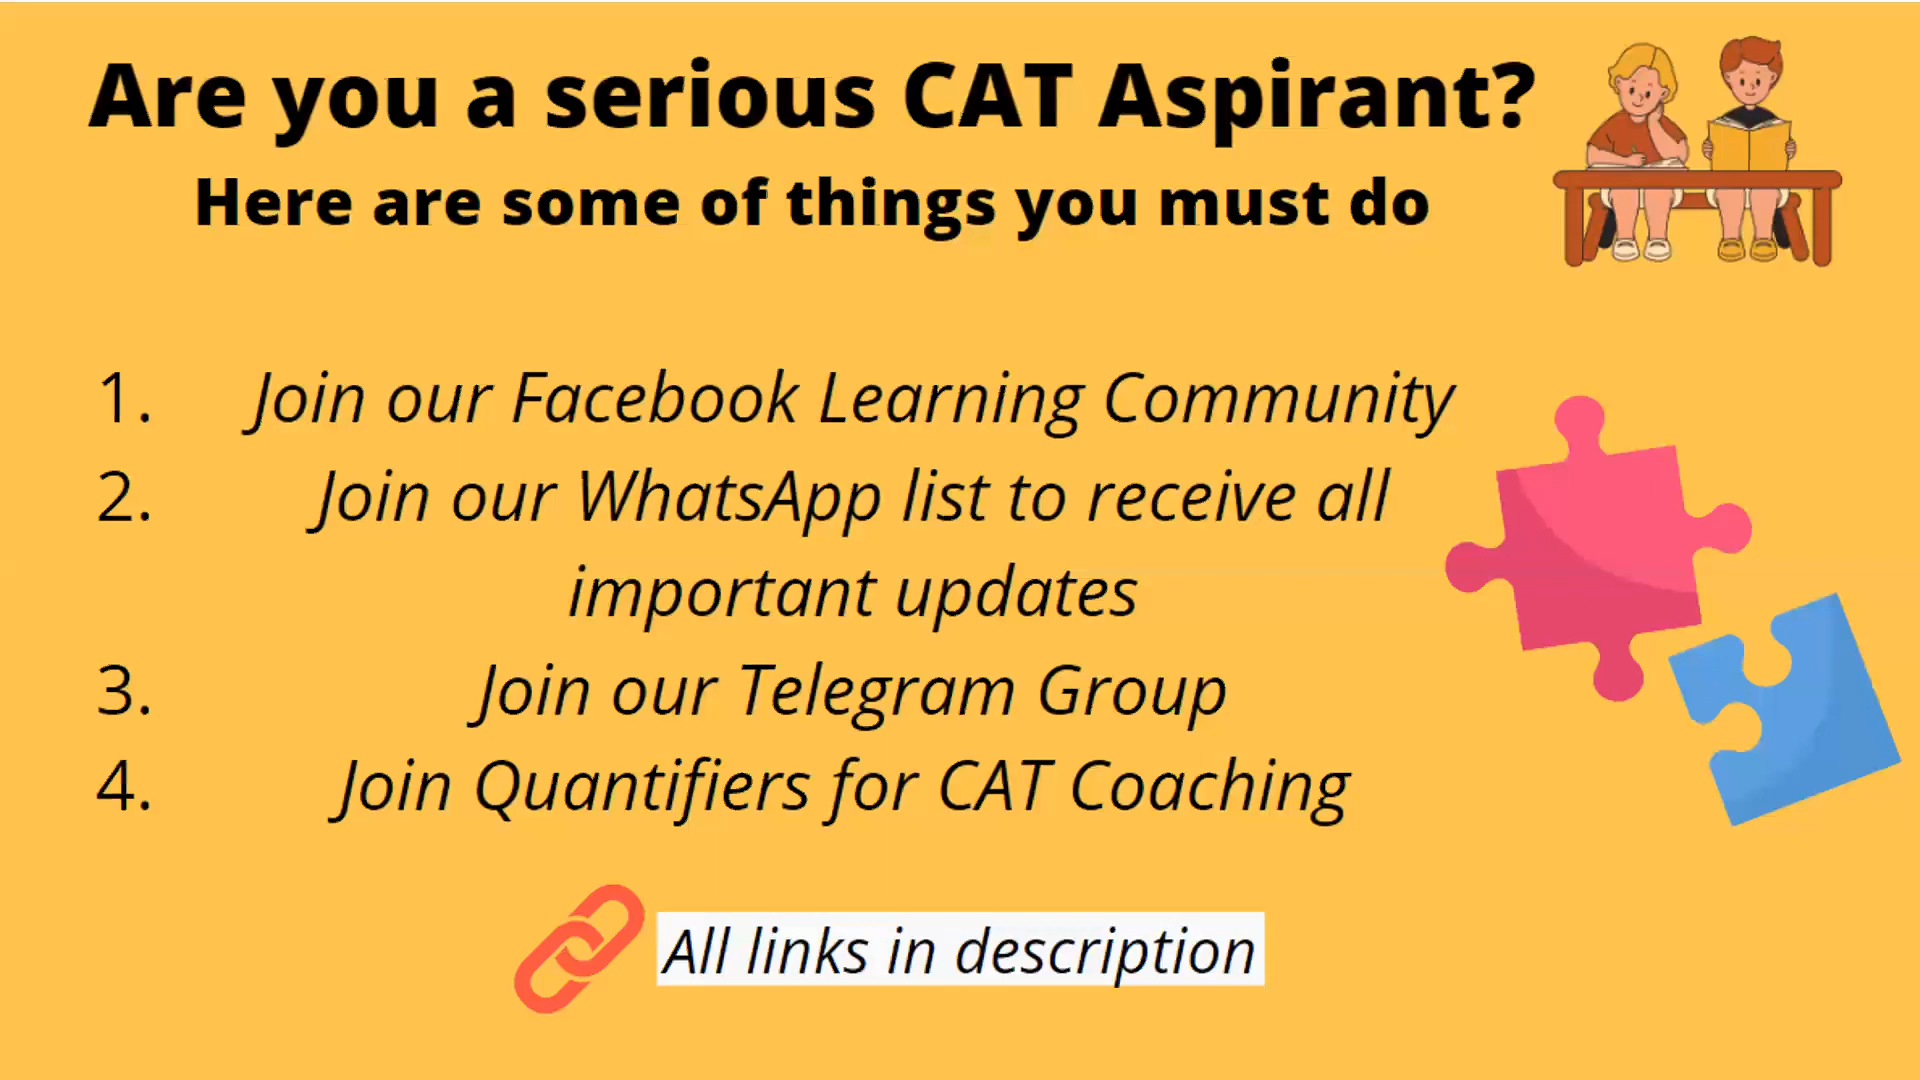 Are you a serious CAT Aspirant?
Here are some of things you must do
1. Join our Facebook Learning Community
2. Join our WhatsApp list to receive all
important updates
3. Join our Telegram Group
4. Join Quantifiers for CAT Coaching
All links in description